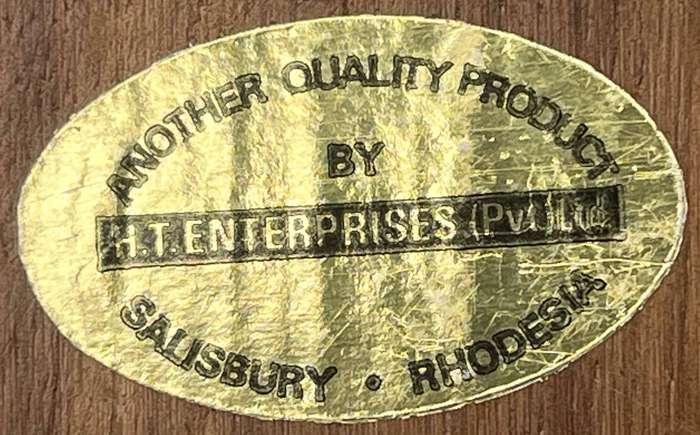 ANOTHER QUALITY PRODUCT
BY
H.T. ENTERPRISES (Pvt) Ltd
SALISBURY • RHODESIA